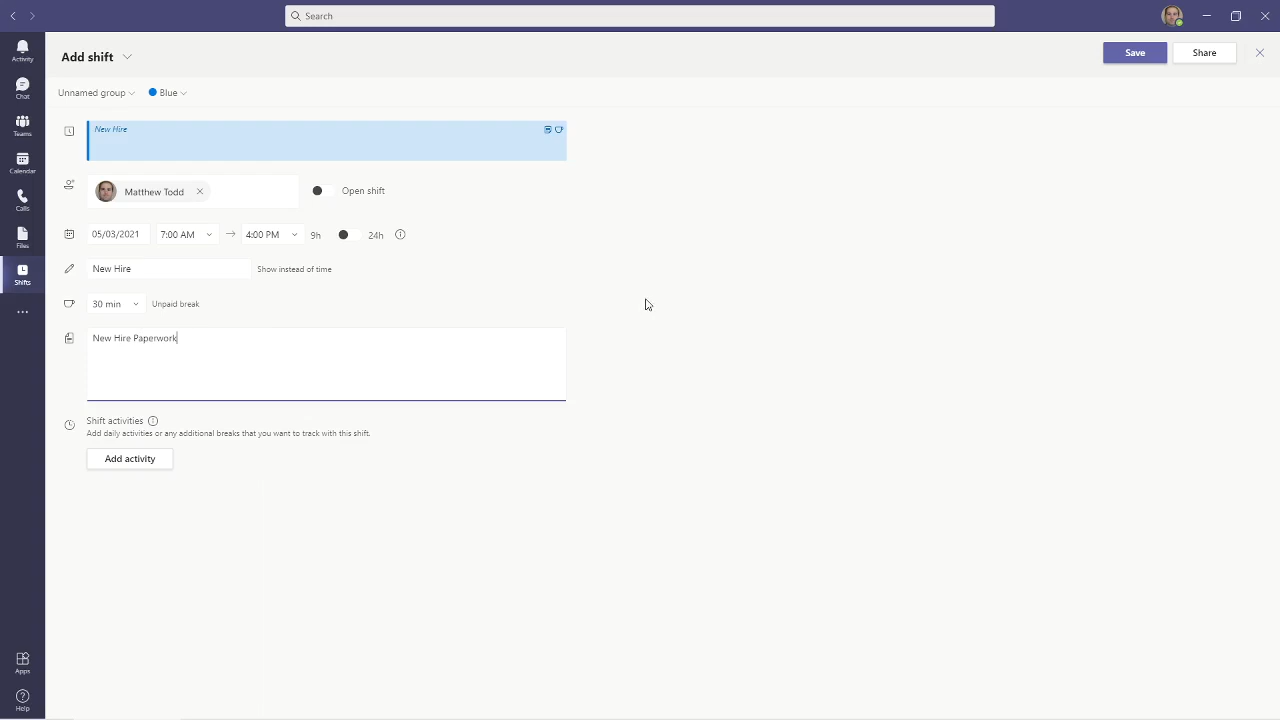 Search
Activity
Chat
Teams
Calendar
Calls
Files
Shifts
Apps
Help
Add shift
Save
Share
Unnamed group
Blue
New Hire
Matthew Todd
Open shift
05/03/2021 7:00 AM 4:00 PM 9h 24h
New Hire Show instead of time
30 min Unpaid break
New Hire Paperwork
Shift activities
Add daily activities or any additional breaks that you want to track with this shift.
Add activity